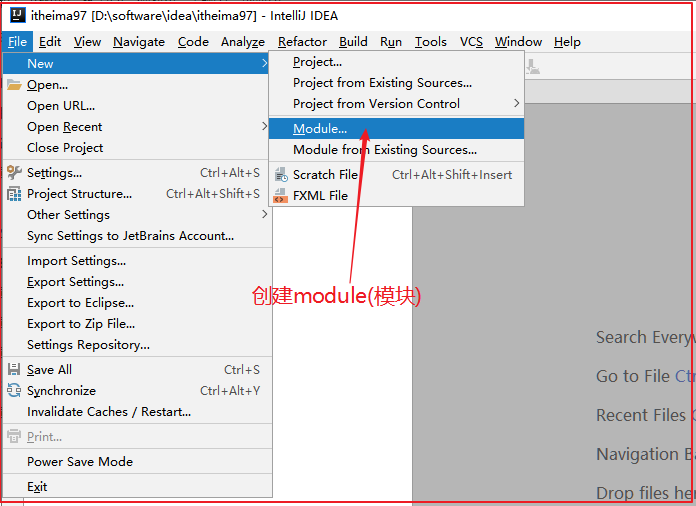 itheima97 [D:\software\idea\itheima97] - IntelliJ IDEA
File Edit View Navigate Code Analyze Refactor Build Run Tools VCS Window Help
New
Open...
Open URL...
Open Recent
Close Project
Settings... Ctrl+Alt+S
Project Structure... Ctrl+Alt+Shift+S
Other Settings
Sync Settings to JetBrains Account...
Import Settings...
Export Settings...
Export to Eclipse...
Export to Zip File...
Settings Repository...
Save All Ctrl+S
Synchronize Ctrl+Alt+Y
Invalidate Caches / Restart...
Print...
Power Save Mode
Exit
Project...
Project from Existing Sources...
Project from Version Control
Module...
Module from Existing Sources...
Scratch File Ctrl+Alt+Shift+Insert
FXML File
创建module(模块)
Search Everyw
Go to File Ctr
Recent Files
Navigation Ba
Drop files her